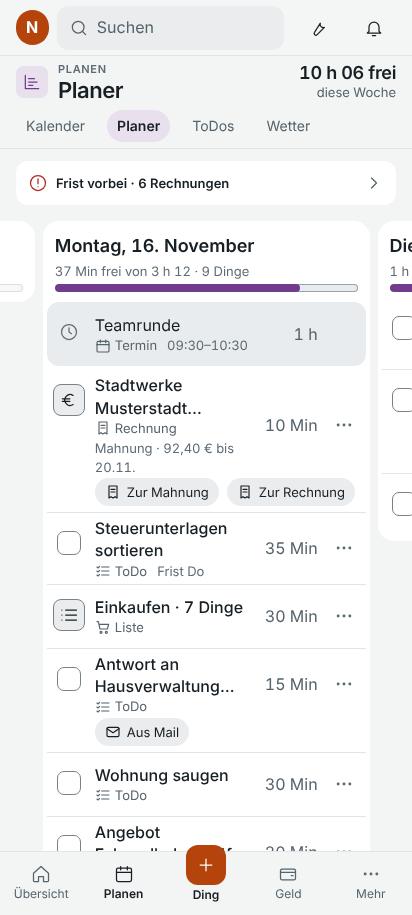 N
Suchen
PLANEN
Planer
10 h 06 frei
diese Woche
Kalender
Planer
ToDos
Wetter
Frist vorbei · 6 Rechnungen
Montag, 16. November
37 Min frei von 3 h 12 · 9 Dinge
Teamrunde
Termin 09:30–10:30
1 h
Stadtwerke
Musterstadt…
Rechnung
Mahnung · 92,40 € bis
20.11.
10 Min
Zur Mahnung
Zur Rechnung
Steuerunterlagen
sortieren
ToDo Frist Do
35 Min
Einkaufen · 7 Dinge
Liste
30 Min
Antwort an
Hausverwaltung…
ToDo
15 Min
Aus Mail
Wohnung saugen
ToDo
30 Min
Angebot
Die
1 h
Übersicht
Planen
Ding
Geld
Mehr